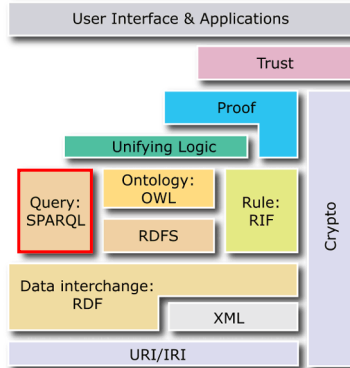 User Interface & Applications
Trust
Proof
Unifying Logic
Query:
SPARQL
Ontology:
OWL
Rule:
RIF
RDFS
Crypto
Data interchange:
RDF
XML
URI/IRI